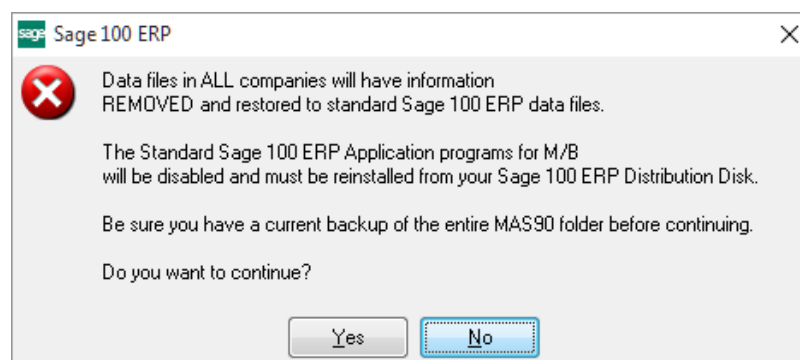 sage Sage 100 ERP
Data files in ALL companies will have information
REMOVED and restored to standard Sage 100 ERP data files.
The Standard Sage 100 ERP Application programs for M/B
will be disabled and must be reinstalled from your Sage 100 ERP Distribution Disk.
Be sure you have a current backup of the entire MAS90 folder before continuing.
Do you want to continue?
Yes No